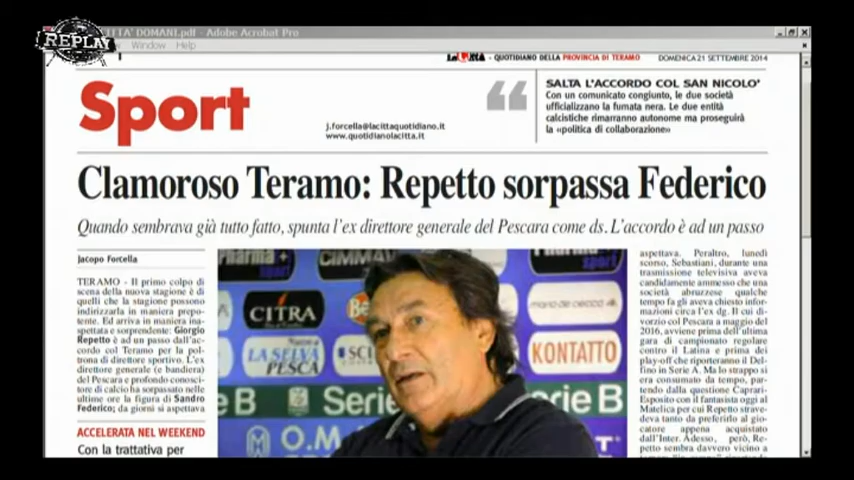 REPLAY
TTA' DOMANI.pdf - Adobe Acrobat Pro
Window Help
- QUOTIDIANO DELLA PROVINCIA DI TERAMO
DOMENICA 21 SETTEMBRE 2014
Sport
j.forcella@lacittaquotidiano.it
www.quotidianolacitta.it
SALTA L'ACCORDO COL SAN NICOLO'
Con un comunicato congiunto, le due società
ufficializzano la fumata nera. Le due entità
calcistiche rimarranno autonome ma proseguirà
la «politica di collaborazione»
Clamoroso Teramo: Repetto sorpassa Federico
Quando sembrava già tutto fatto, spunta l'ex direttore generale del Pescara come ds. L'accordo è ad un passo
Jacopo Forcella
TERAMO - Il primo colpo di
scena della nuova stagione è di
quelli che la stagione possono
indirizzarla in maniera prepo-
tente. Ed arriva in maniera ina-
spettata e sorprendente: Giorgio
Repetto è ad un passo dall'ac-
cordo col Teramo per la pol-
trona di direttore sportivo. L'ex
direttore generale (e bandiera)
del Pescara e profondo conosci-
tore di calcio ha sorpassato nelle
ultime ore la figura di Sandro
Federico; da giorni si aspettava
ACCELERATA NEL WEEKEND
Con la trattativa per
CITRA
LA SELVA
PESCA
SCI
Serie B
O.M.
KONTATTO
Serie B
aspettava. Peraltro, lunedì
scorso, Sebastiani, durante una
trasmissione televisiva aveva
candidamente ammesso che una
società abruzzese qualche
tempo fa gli aveva chiesto infor-
mazioni circa l'ex dg. Il cui di-
vorzio col Pescara a maggio del
2016, avviene prima dell'ultima
gara di campionato regolare
contro il Latina e prima dei
play-off che riporteranno il Del-
fino in Serie A. Ma lo strappo si
era consumato da tempo, par-
tendo dalla questione Caprari-
Esposito con il fantasista oggi al
Matelica per cui Repetto strave-
deva tanto da preferirlo al gio-
catore appena acquistato
dall'Inter. Adesso, però, Re-
petto sembra davvero vicino a